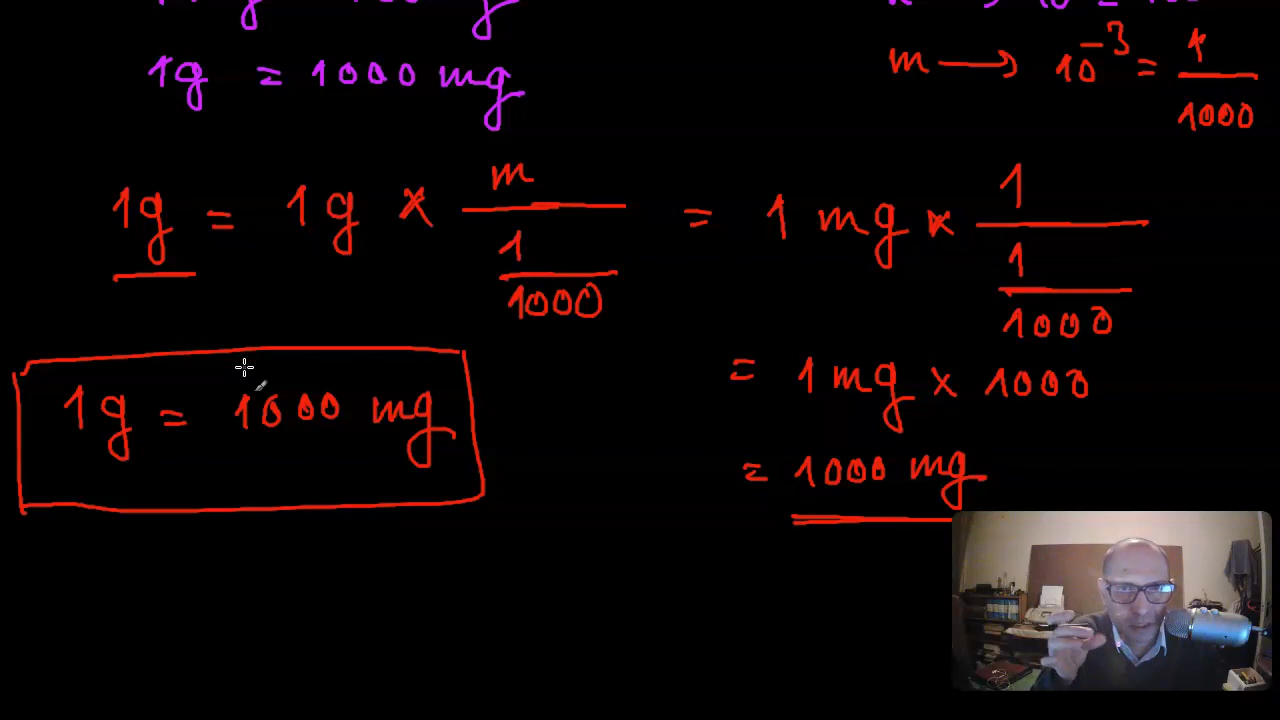 1g = 1000 mg
m → 10⁻³ = 1/1000
1g = 1g × m/(1/1000) = 1 mg × 1/(1/1000)
= 1 mg × 1000
1g = 1000 mg
= 1000 mg